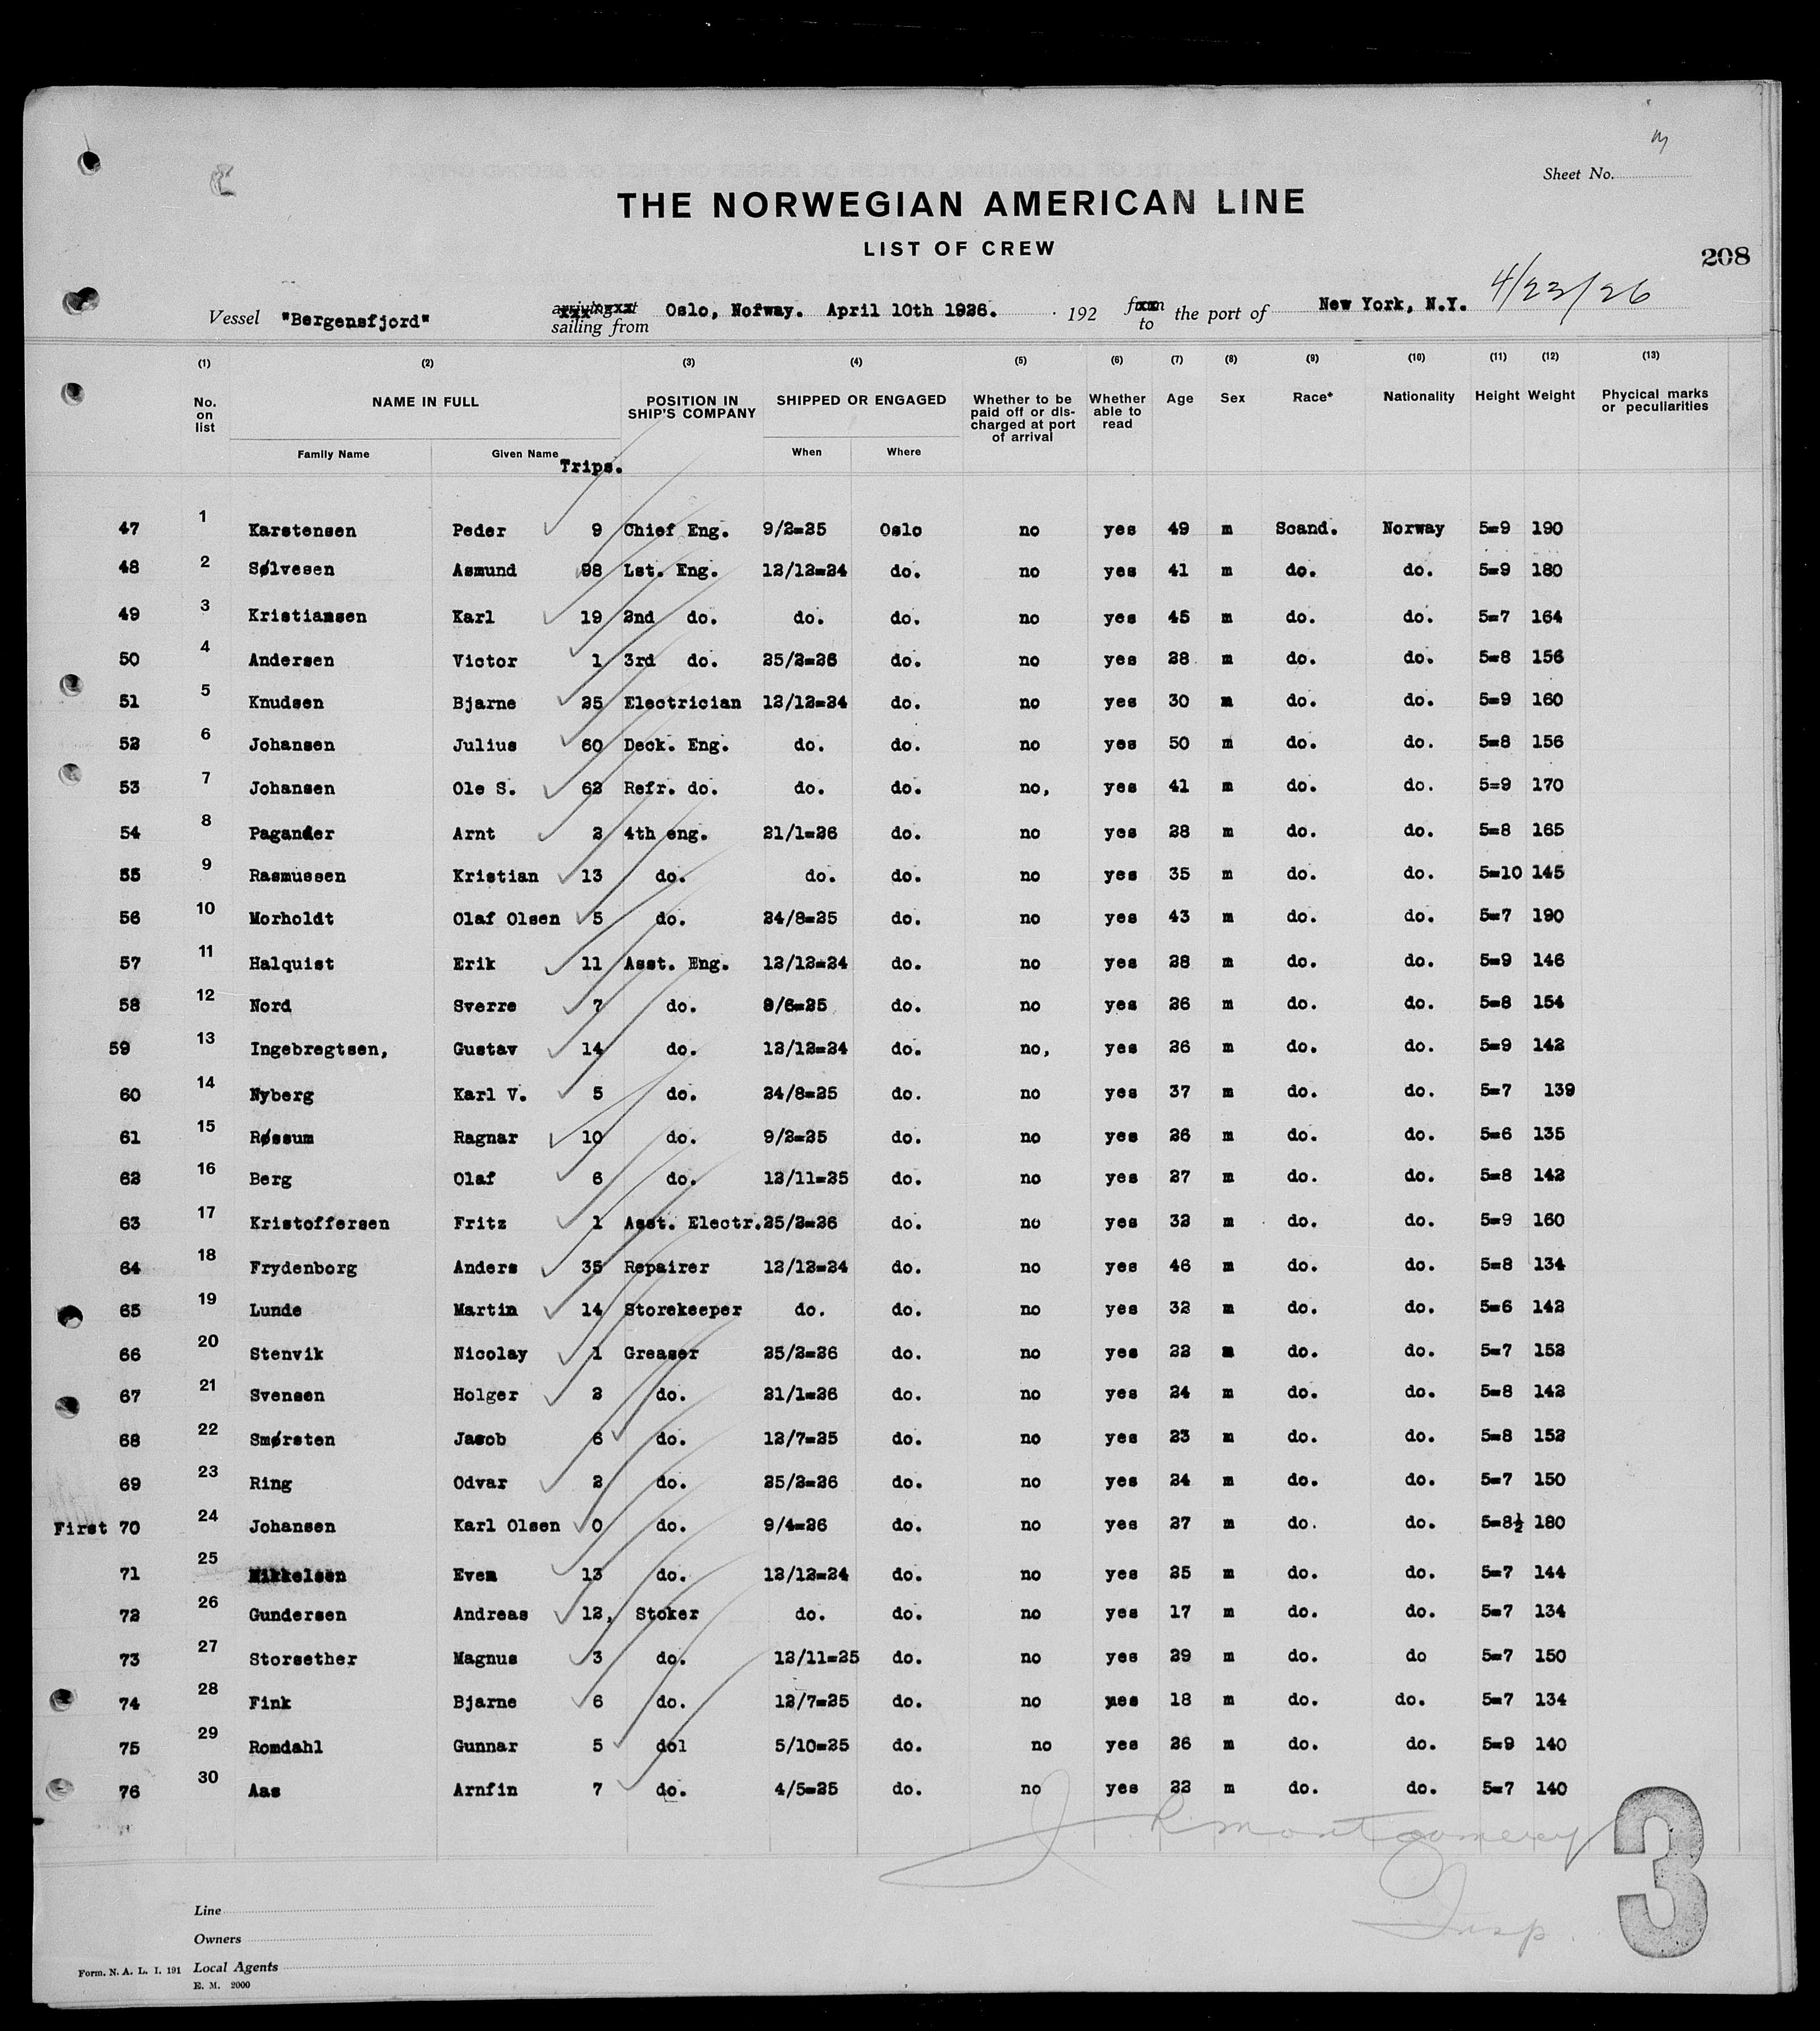 m
Sheet No.
THE NORWEGIAN AMERICAN LINE
LIST OF CREW
208
Vessel "Bergensfjord" arriving at sailing from Oslo, Nofway. April 10th 1926. 192 from to the port of New York, N.Y. 4/23/26
(1) (2) (3) (4) (5) (6) (7) (8) (9) (10) (11) (12) (13)
No. on list NAME IN FULL POSITION IN SHIP'S COMPANY SHIPPED OR ENGAGED Whether to be paid off or discharged at port of arrival Whether able to read Age Sex Race* Nationality Height Weight Phycical marks or peculiarities
Family Name Given Name Trips. When Where
47 1 Karstensen Peder 9 Chief Eng. 9/2=25 Oslo no yes 49 m Scand. Norway 5=9 190
48 2 Sølvesen Asmund 98 Lst. Eng. 12/12=24 do. no yes 41 m do. do. 5=9 180
49 3 Kristiansen Karl 19 2nd do. do. do. no yes 45 m do. do. 5=7 164
50 4 Andersen Victor 1 3rd do. 25/2=26 do. no yes 28 m do. do. 5=8 156
51 5 Knudsen Bjarne 25 Electrician 12/12=24 do. no yes 30 m do. do. 5=9 160
52 6 Johansen Julius 60 Deck. Eng. do. do. no yes 50 m do. do. 5=8 156
53 7 Johansen Ole S. 62 Refr. do. do. do. no, yes 41 m do. do. 5=9 170
54 8 Pagander Arnt 2 4th eng. 21/1=26 do. no yes 28 m do. do. 5=8 165
55 9 Rasmussen Kristian 13 do. do. do. no yes 35 m do. do. 5=10 145
56 10 Morholdt Olaf Olsen 5 do. 24/8=25 do. no yes 43 m do. do. 5=7 190
57 11 Halquist Erik 11 Asst. Eng. 12/12=24 do. no yes 28 m do. do. 5=9 146
58 12 Nord Sverre 7 do. 9/6=25 do. no yes 26 m do. do. 5=8 154
59 13 Ingebregtsen, Gustav 14 do. 12/12=24 do. no, yes 26 m do. do. 5=9 142
60 14 Nyberg Karl V. 5 do. 24/8=25 do. no yes 37 m do. do. 5=7 139
61 15 Røssum Ragnar 10 do. 9/2=25 do. no yes 26 m do. do. 5=6 135
62 16 Berg Olaf 6 do. 12/11=25 do. no yes 27 m do. do. 5=8 142
63 17 Kristoffersen Fritz 1 Asst. Electr. 25/2=26 do. no yes 32 m do. do. 5=9 160
64 18 Frydenborg Anders 35 Repairer 12/12=24 do. no yes 46 m do. do. 5=8 134
65 19 Lunde Martin 14 Storekeeper do. do. no yes 32 m do. do. 5=6 142
66 20 Stenvik Nicolay 1 Greaser 25/2=26 do. no yes 22 m do. do. 5=7 152
67 21 Svensen Holger 2 do. 21/1=26 do. no yes 24 m do. do. 5=8 142
68 22 Smørsten Jacob 6 do. 12/7=25 do. no yes 23 m do. do. 5=8 152
69 23 Ring Odvar 2 do. 25/2=26 do. no yes 24 m do. do. 5=7 150
First 70 24 Johansen Karl Olsen 0 do. 9/4=26 do. no yes 27 m do. do. 5=8½ 180
71 25 Mikkelsen Even 13 do. 12/12=24 do. no yes 25 m do. do. 5=7 144
72 26 Gundersen Andreas 12, Stoker do. do. no yes 17 m do. do. 5=7 134
73 27 Storsether Magnus 3 do. 12/11=25 do. no yes 29 m do. do 5=7 150
74 28 Fink Bjarne 6 do. 12/7=25 do. no yes 18 m do. do. 5=7 134
75 29 Romdahl Gunnar 5 dol 5/10=25 do. no yes 26 m do. do. 5=9 140
76 30 Aas Arnfin 7 do. 4/5=25 do. no yes 22 m do. do. 5=7 140
Montgomery
Insp.
3
Line
Owners
Form. N. A. L. I. 191 Local Agents
E. M. 2000